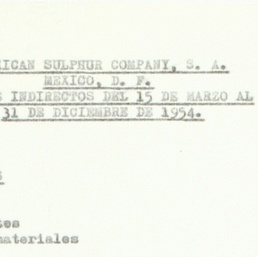 RICAN SULPHUR COMPANY, S. A.
MEXICO, D. F.
S INDIRECTOS DEL 15 DE MARZO AL
31 DE DICIEMBRE DE 1954.
tes
materiales